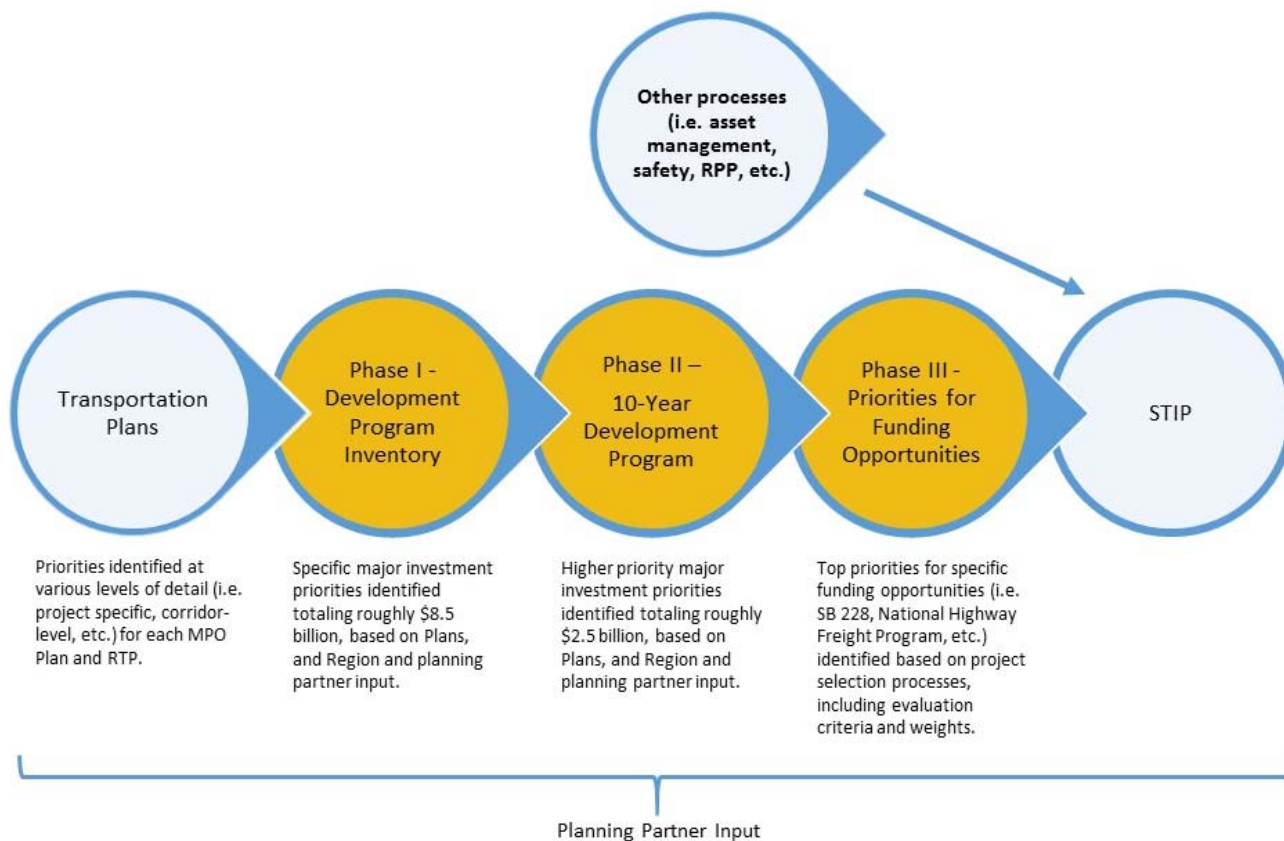 Other processes
(i.e. asset
management,
safety, RPP, etc.)
Transportation
Plans
Phase I -
Development
Program
Inventory
Phase II –
10-Year
Development
Program
Phase III -
Priorities for
Funding
Opportunities
STIP
Priorities identified at
various levels of detail (i.e.
project specific, corridor-
level, etc.) for each MPO
Plan and RTP.
Specific major investment
priorities identified
totaling roughly $8.5
billion, based on Plans,
and Region and planning
partner input.
Higher priority major
investment priorities
identified totaling roughly
$2.5 billion, based on
Plans, and Region and
planning partner input.
Top priorities for specific
funding opportunities (i.e.
SB 228, National Highway
Freight Program, etc.)
identified based on project
selection processes,
including evaluation
criteria and weights.
Planning Partner Input